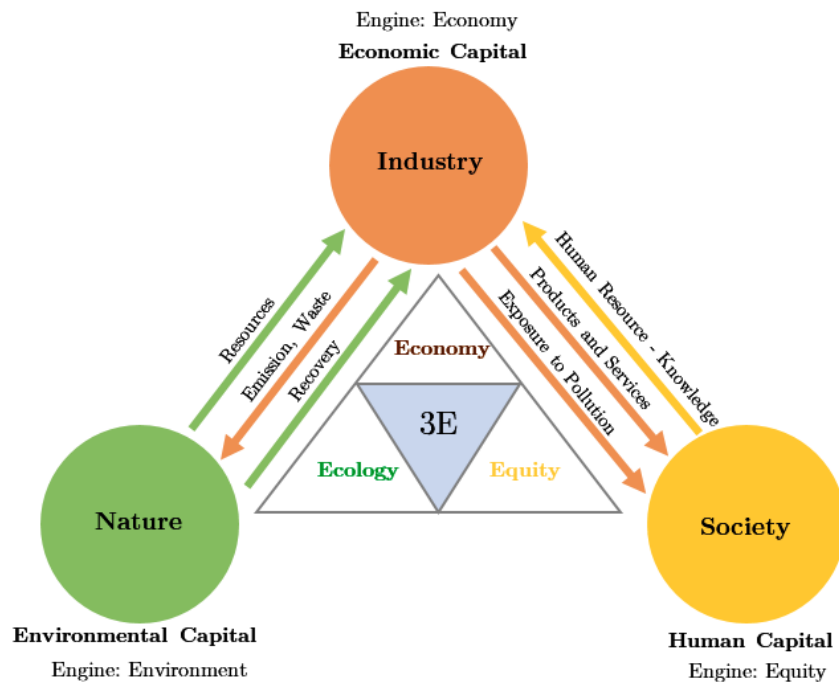 Engine: Economy
Economic Capital
Industry
Resources
Emission, Waste
Recovery
Human Resource - Knowledge
Products and Services
Exposure to Pollution
Economy
3E
Ecology
Equity
Nature
Society
Environmental Capital
Engine: Environment
Human Capital
Engine: Equity